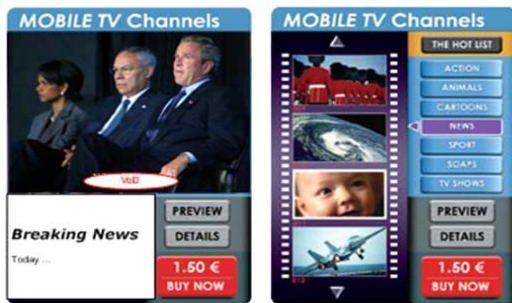 MOBILE TV Channels
VoD
Breaking News
Today ...
PREVIEW
DETAILS
1.50 €
BUY NOW
MOBILE TV Channels
THE HOT LIST
ACTION
ANIMALS
CARTOONS
NEWS
SPORT
SOAPS
TV SHOWS
PREVIEW
DETAILS
1.50 €
BUY NOW